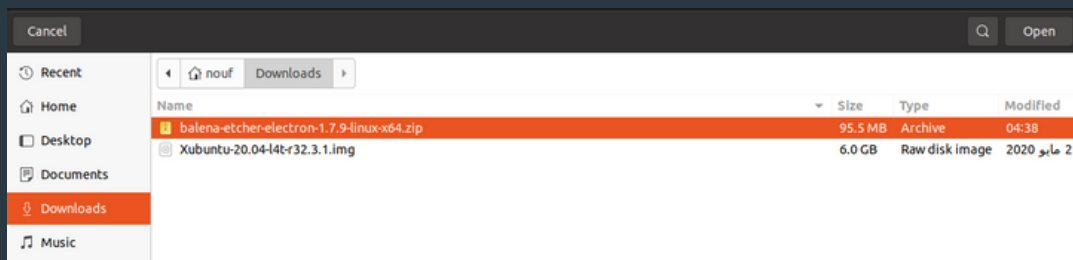 Cancel
Open
Recent
nouf
Downloads
Home
Name Size Type Modified
balena-etcher-electron-1.7.9-linux-x64.zip 95.5 MB Archive 04:38
Desktop
Xubuntu-20.04-l4t-r32.3.1.img 6.0 GB Raw disk image 2 مايو 2020
Documents
Downloads
Music